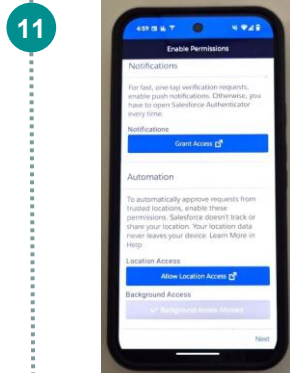 11
4:59
Enable Permissions
Notifications
For fast, one-tap verification requests,
enable push notifications. Otherwise, you
have to open Salesforce Authenticator
every time.
Notifications
Grant Access
Automation
To automatically approve requests from
trusted locations, enable these
permissions. Salesforce doesn't track or
share your location. Your location data
never leaves your device. Learn More in
Help
Location Access
Allow Location Access
Background Access
Background Access Allowed
Next